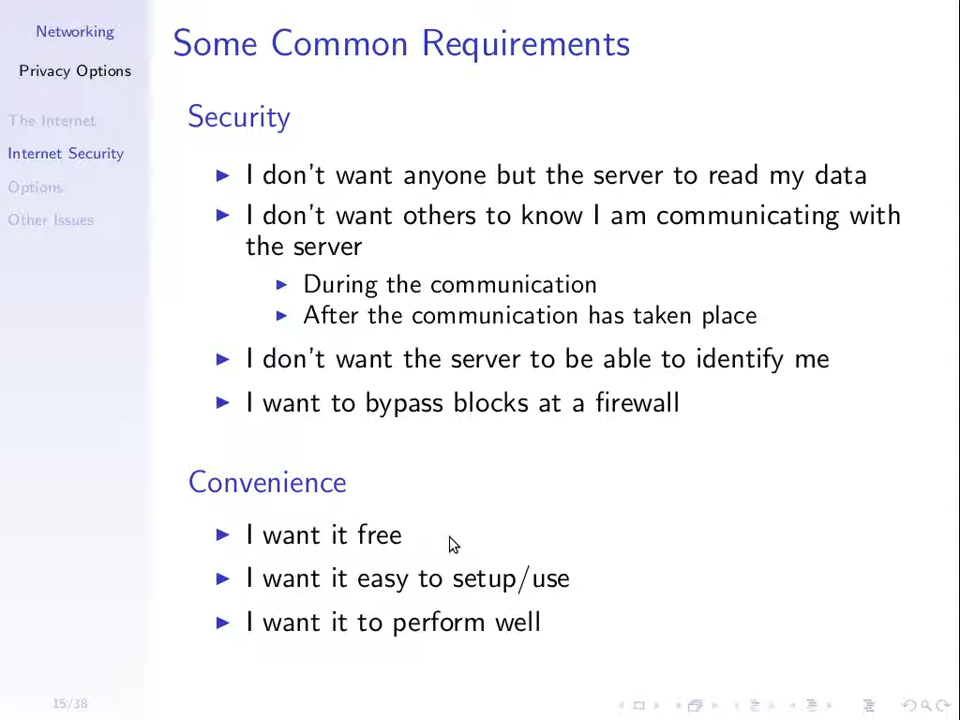 Networking
Privacy Options
The Internet
Internet Security
Options
Other Issues
Some Common Requirements
Security
I don't want anyone but the server to read my data
I don't want others to know I am communicating with
the server
During the communication
After the communication has taken place
I don't want the server to be able to identify me
I want to bypass blocks at a firewall
Convenience
I want it free
I want it easy to setup/use
I want it to perform well
15/38